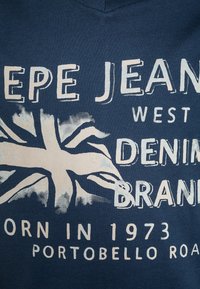 EPE JEAN
WEST
DENIM
BRAN
ORN IN 1973
PORTOBELLO ROA